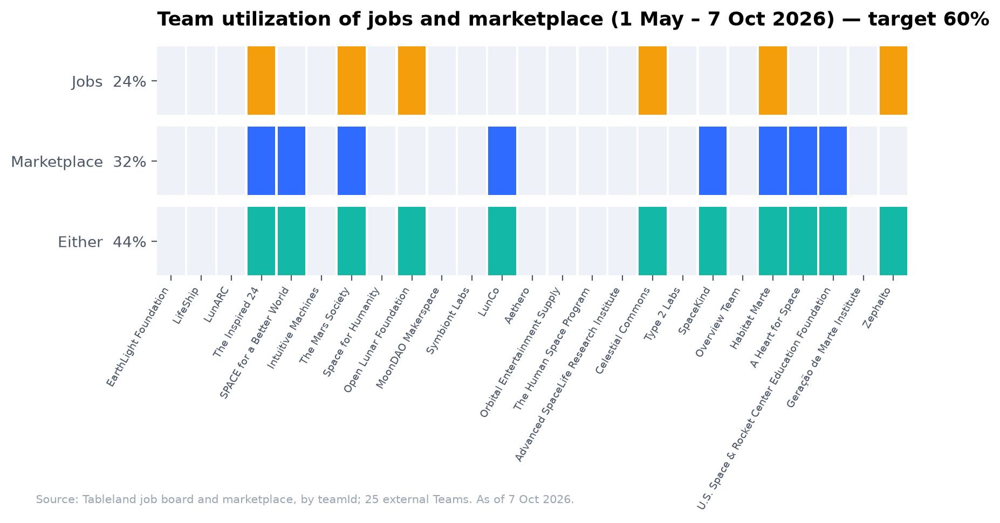 Team utilization of jobs and marketplace (1 May – 7 Oct 2026) — target 60%
Jobs 24%
Marketplace 32%
Either 44%
EarthLight Foundation
LifeShip
LunARC
The Inspired 24
SPACE for a Better World
Intuitive Machines
The Mars Society
Space for Humanity
Open Lunar Foundation
MoonDAO Makerspace
Symbiont Labs
LunCo
Aethero
Orbital Entertainment Supply
The Human Space Program
Advanced SpaceLife Research Institute
Celestial Commons
Type 2 Labs
SpaceKind
Overview Team
Habitat Marte
A Heart for Space
U.S. Space & Rocket Center Education Foundation
Geração de Marte Institute
Zephalto
Source: Tableland job board and marketplace, by teamId; 25 external Teams. As of 7 Oct 2026.